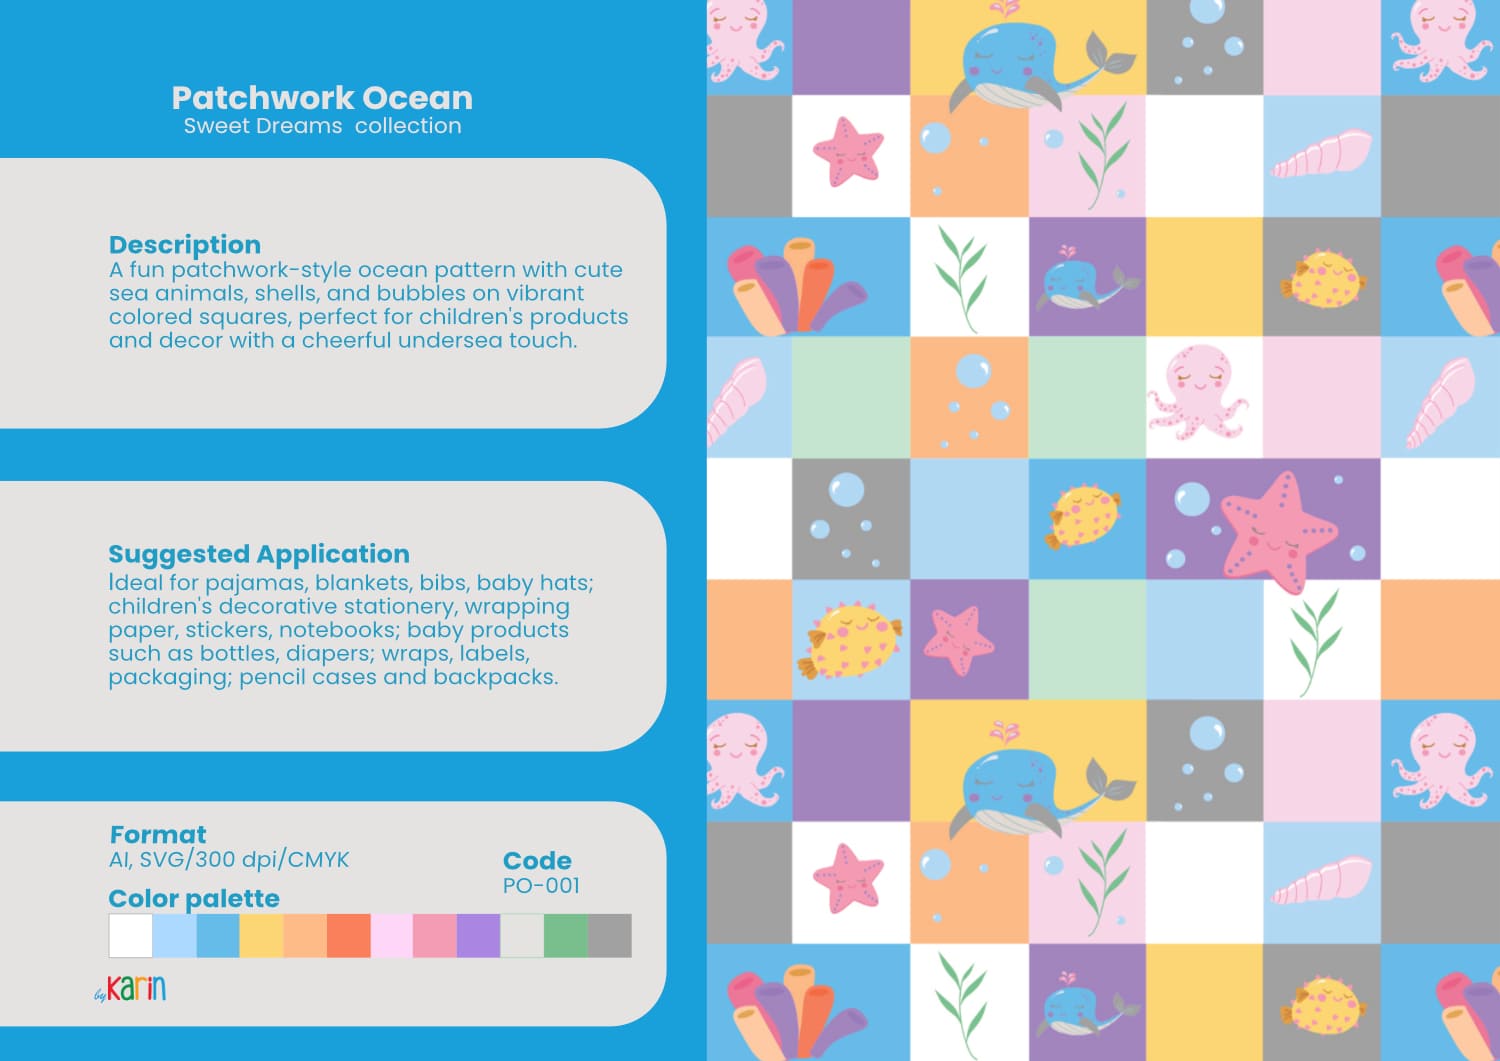 Patchwork Ocean
Sweet Dreams  collection
Description
A fun patchwork-style ocean pattern with cute
sea animals, shells, and bubbles on vibrant
colored squares, perfect for children's products
and decor with a cheerful undersea touch.
Suggested Application
Ideal for pajamas, blankets, bibs, baby hats;
children's decorative stationery, wrapping
paper, stickers, notebooks; baby products
such as bottles, diapers; wraps, labels,
packaging; pencil cases and backpacks.
Format
AI, SVG/300 dpi/CMYK
Code
PO-001
Color palette
by Karin